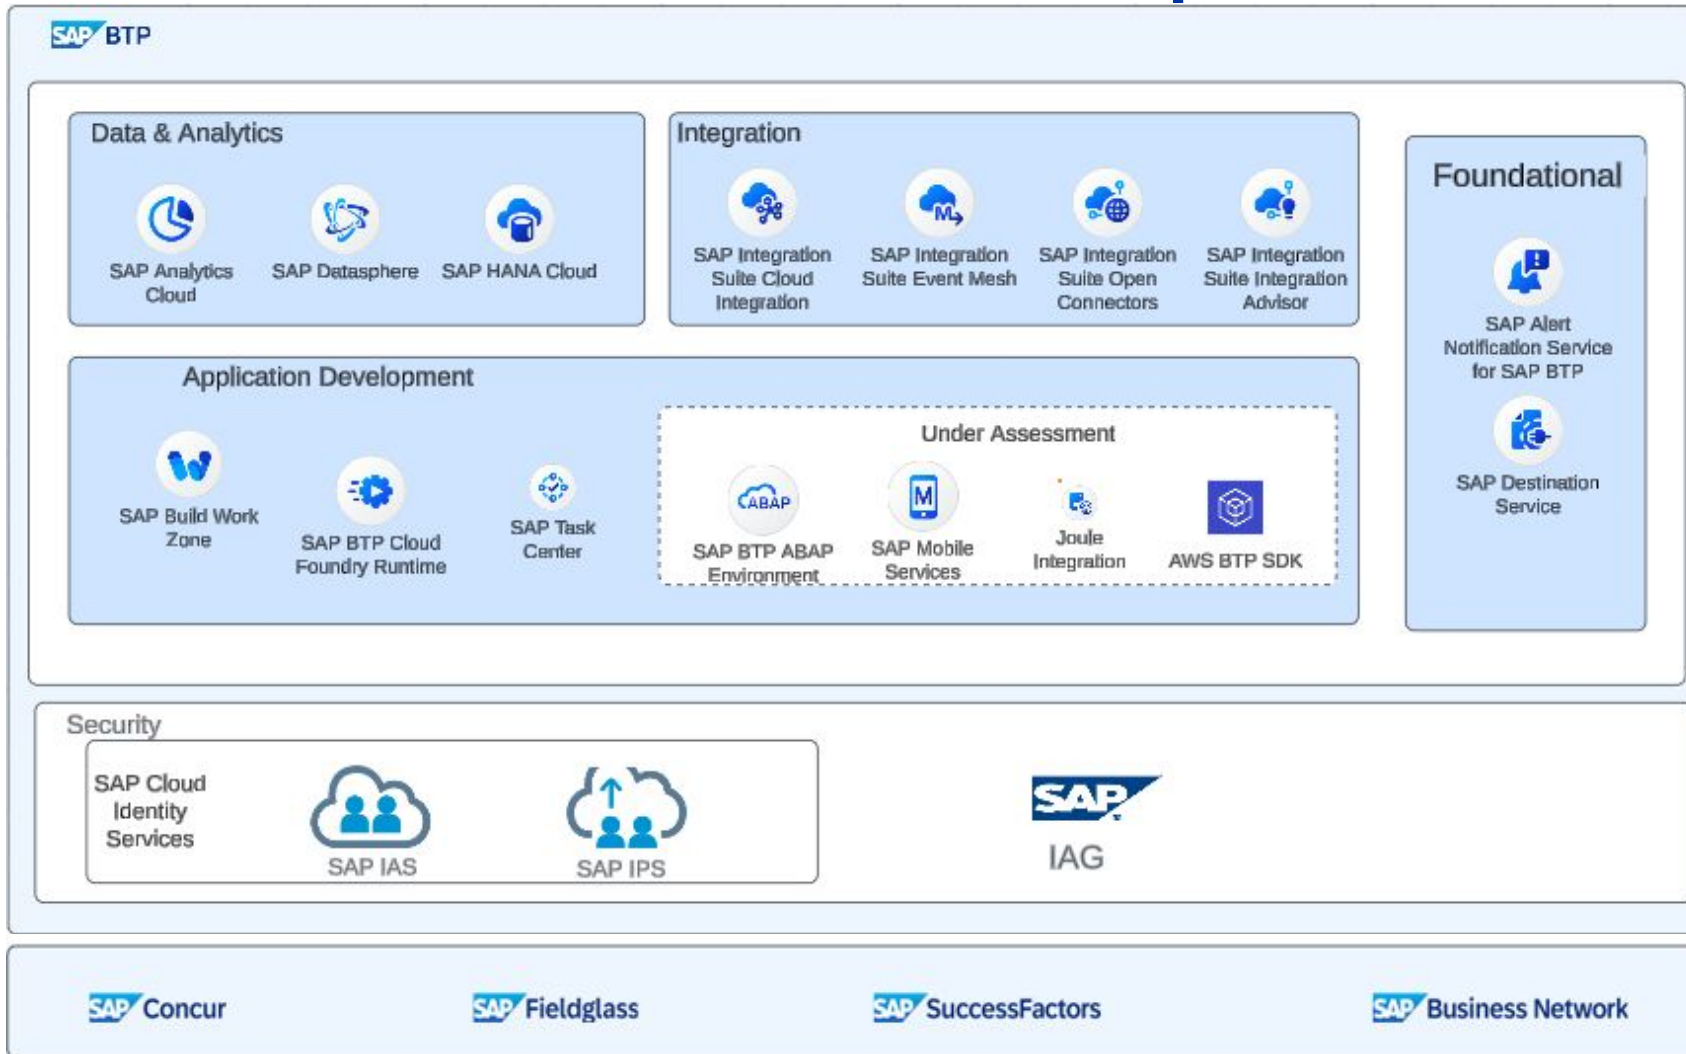 SAP BTP
Data & Analytics
SAP Analytics
Cloud
SAP Datasphere
SAP HANA Cloud
Integration
SAP Integration
Suite Cloud
Integration
SAP Integration
Suite Event Mesh
SAP Integration
Suite Open
Connectors
SAP Integration
Suite Integration
Advisor
Foundational
SAP Alert
Notification Service
for SAP BTP
SAP Destination
Service
Application Development
SAP Build Work
Zone
SAP BTP Cloud
Foundry Runtime
SAP Task
Center
Under Assessment
ABAP
SAP BTP ABAP
Environment
M
SAP Mobile
Services
Joule
Integration
AWS BTP SDK
Security
SAP Cloud
Identity
Services
SAP IAS
SAP IPS
SAP
IAG
SAP Concur
SAP Fieldglass
SAP SuccessFactors
SAP Business Network